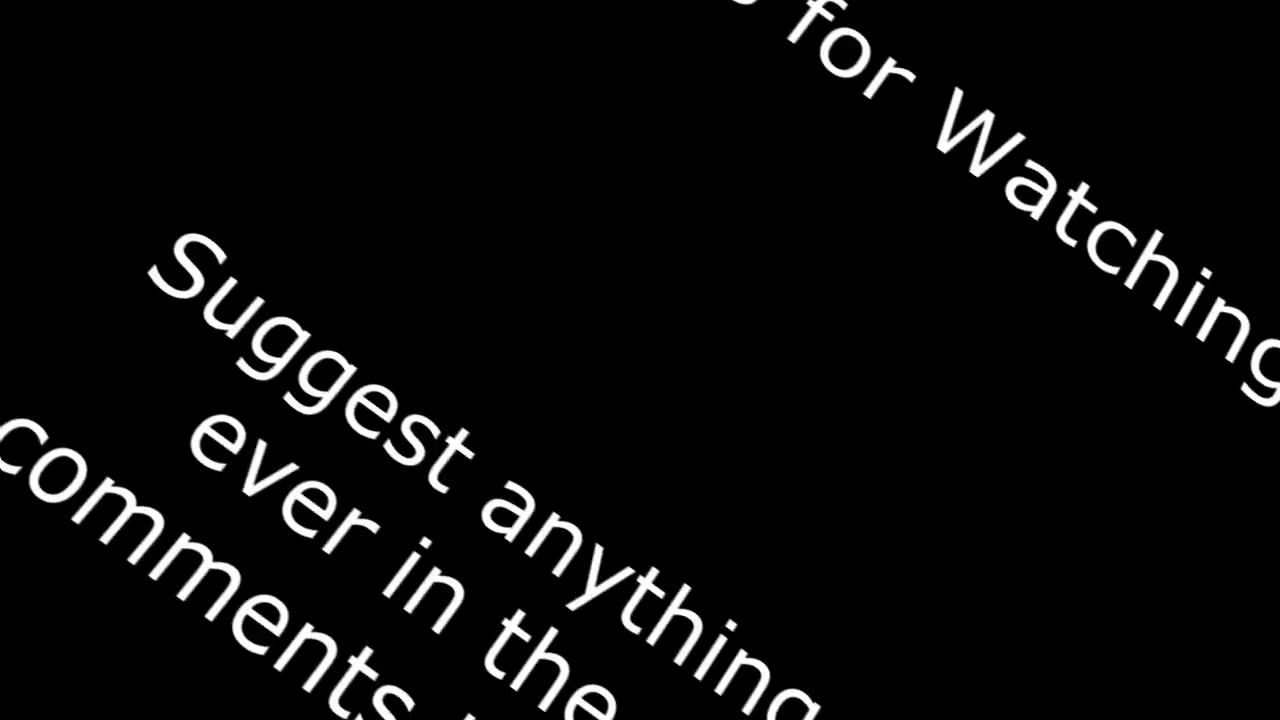 for Watching
Suggest anything
ever in the
comments